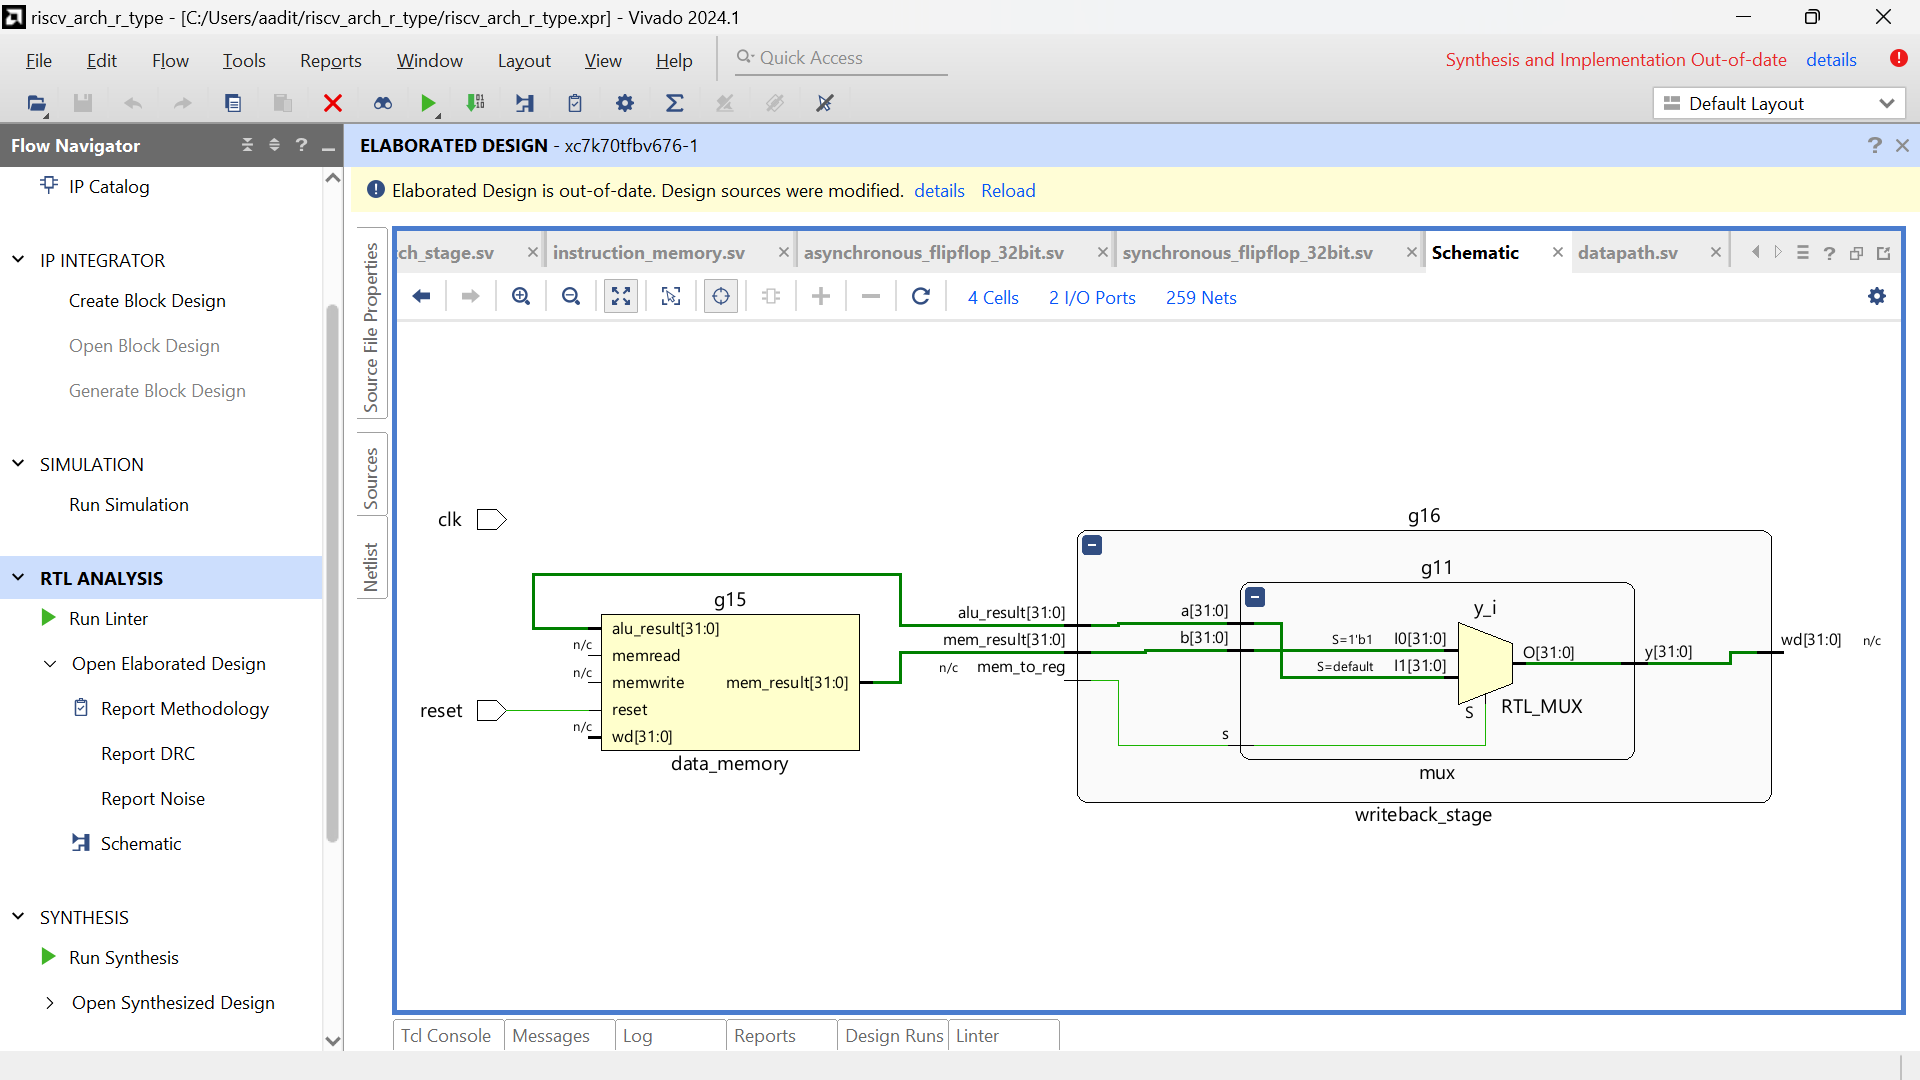 riscv_arch_r_type - [C:/Users/aadit/riscv_arch_r_type/riscv_arch_r_type.xpr] - Vivado 2024.1
File Edit Flow Tools Reports Window Layout View Help Quick Access Synthesis and Implementation Out-of-date details
Default Layout
Flow Navigator
ELABORATED DESIGN - xc7k70tfbv676-1
Elaborated Design is out-of-date. Design sources were modified. details Reload
IP Catalog
IP INTEGRATOR
Create Block Design
Open Block Design
Generate Block Design
SIMULATION
Run Simulation
RTL ANALYSIS
Run Linter
Open Elaborated Design
Report Methodology
Report DRC
Report Noise
Schematic
SYNTHESIS
Run Synthesis
Open Synthesized Design
Source File Properties
Sources
Netlist
ch_stage.sv instruction_memory.sv asynchronous_flipflop_32bit.sv synchronous_flipflop_32bit.sv Schematic datapath.sv
4 Cells 2 I/O Ports 259 Nets
clk
reset
g15
alu_result[31:0]
n/c
memread
n/c
memwrite mem_result[31:0]
reset
n/c
wd[31:0]
data_memory
g16
g11
alu_result[31:0]
mem_result[31:0]
n/c mem_to_reg
a[31:0]
b[31:0]
s
y_i
S=1'b1 I0[31:0]
S=default I1[31:0]
O[31:0]
S
RTL_MUX
y[31:0]
wd[31:0] n/c
mux
writeback_stage
Tcl Console Messages Log Reports Design Runs Linter